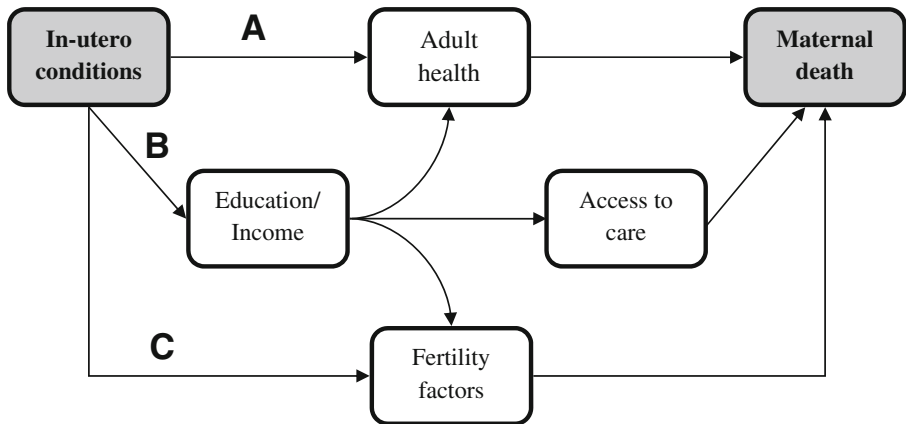 In-utero
conditions
A
Adult
health
Maternal
death
B
Education/
Income
Access to
care
C
Fertility
factors